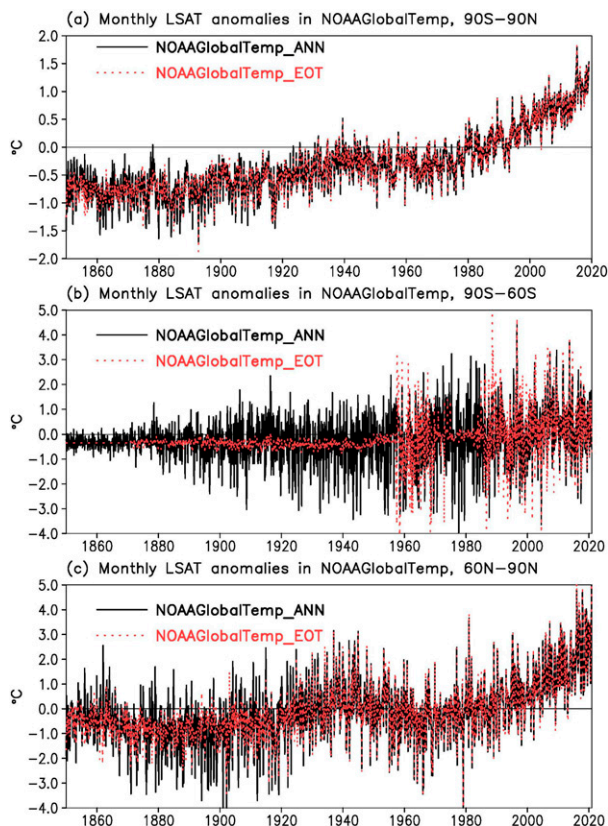 (a) Monthly LSAT anomalies in NOAAGlobalTemp, 90S–90N
NOAAGlobalTemp_ANN
NOAAGlobalTemp_EOT
°C
2.0
1.5
1.0
0.5
0.0
-0.5
-1.0
-1.5
-2.0
1860 1880 1900 1920 1940 1960 1980 2000 2020
(b) Monthly LSAT anomalies in NOAAGlobalTemp, 90S–60S
NOAAGlobalTemp_ANN
NOAAGlobalTemp_EOT
°C
5.0
4.0
3.0
2.0
1.0
0.0
-1.0
-2.0
-3.0
-4.0
1860 1880 1900 1920 1940 1960 1980 2000 2020
(c) Monthly LSAT anomalies in NOAAGlobalTemp, 60N–90N
NOAAGlobalTemp_ANN
NOAAGlobalTemp_EOT
°C
5.0
4.0
3.0
2.0
1.0
0.0
-1.0
-2.0
-3.0
-4.0
1860 1880 1900 1920 1940 1960 1980 2000 2020